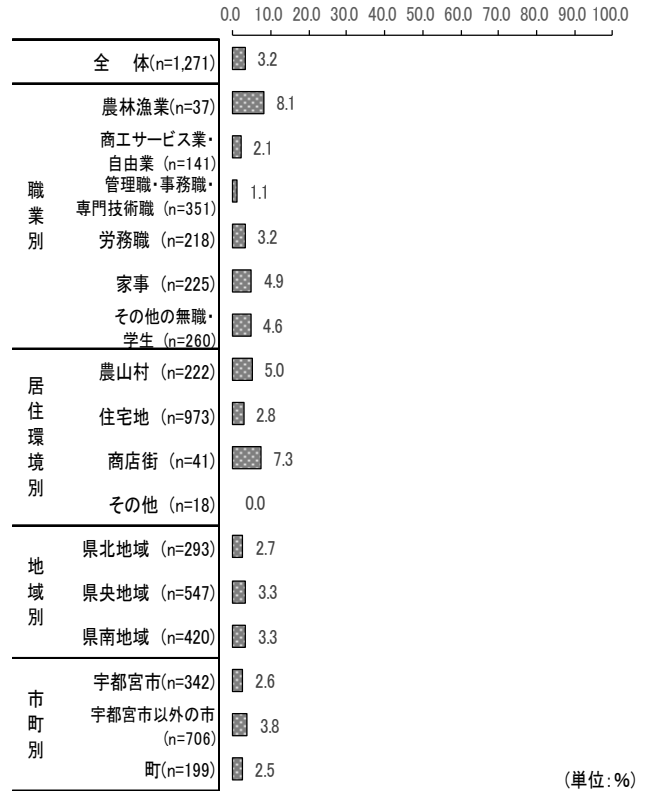 0.0 10.0 20.0 30.0 40.0 50.0 60.0 70.0 80.0 90.0 100.0
全　体(n=1,271) 3.2
職業別
農林漁業(n=37) 8.1
商工サービス業・
自由業 (n=141) 2.1
管理職・事務職・
専門技術職 (n=351) 1.1
労務職 (n=218) 3.2
家事 (n=225) 4.9
その他の無職・
学生 (n=260) 4.6
居住環境別
農山村 (n=222) 5.0
住宅地 (n=973) 2.8
商店街 (n=41) 7.3
その他 (n=18) 0.0
地域別
県北地域 (n=293) 2.7
県央地域 (n=547) 3.3
県南地域 (n=420) 3.3
市町別
宇都宮市(n=342) 2.6
宇都宮市以外の市
(n=706) 3.8
町(n=199) 2.5
(単位:%)